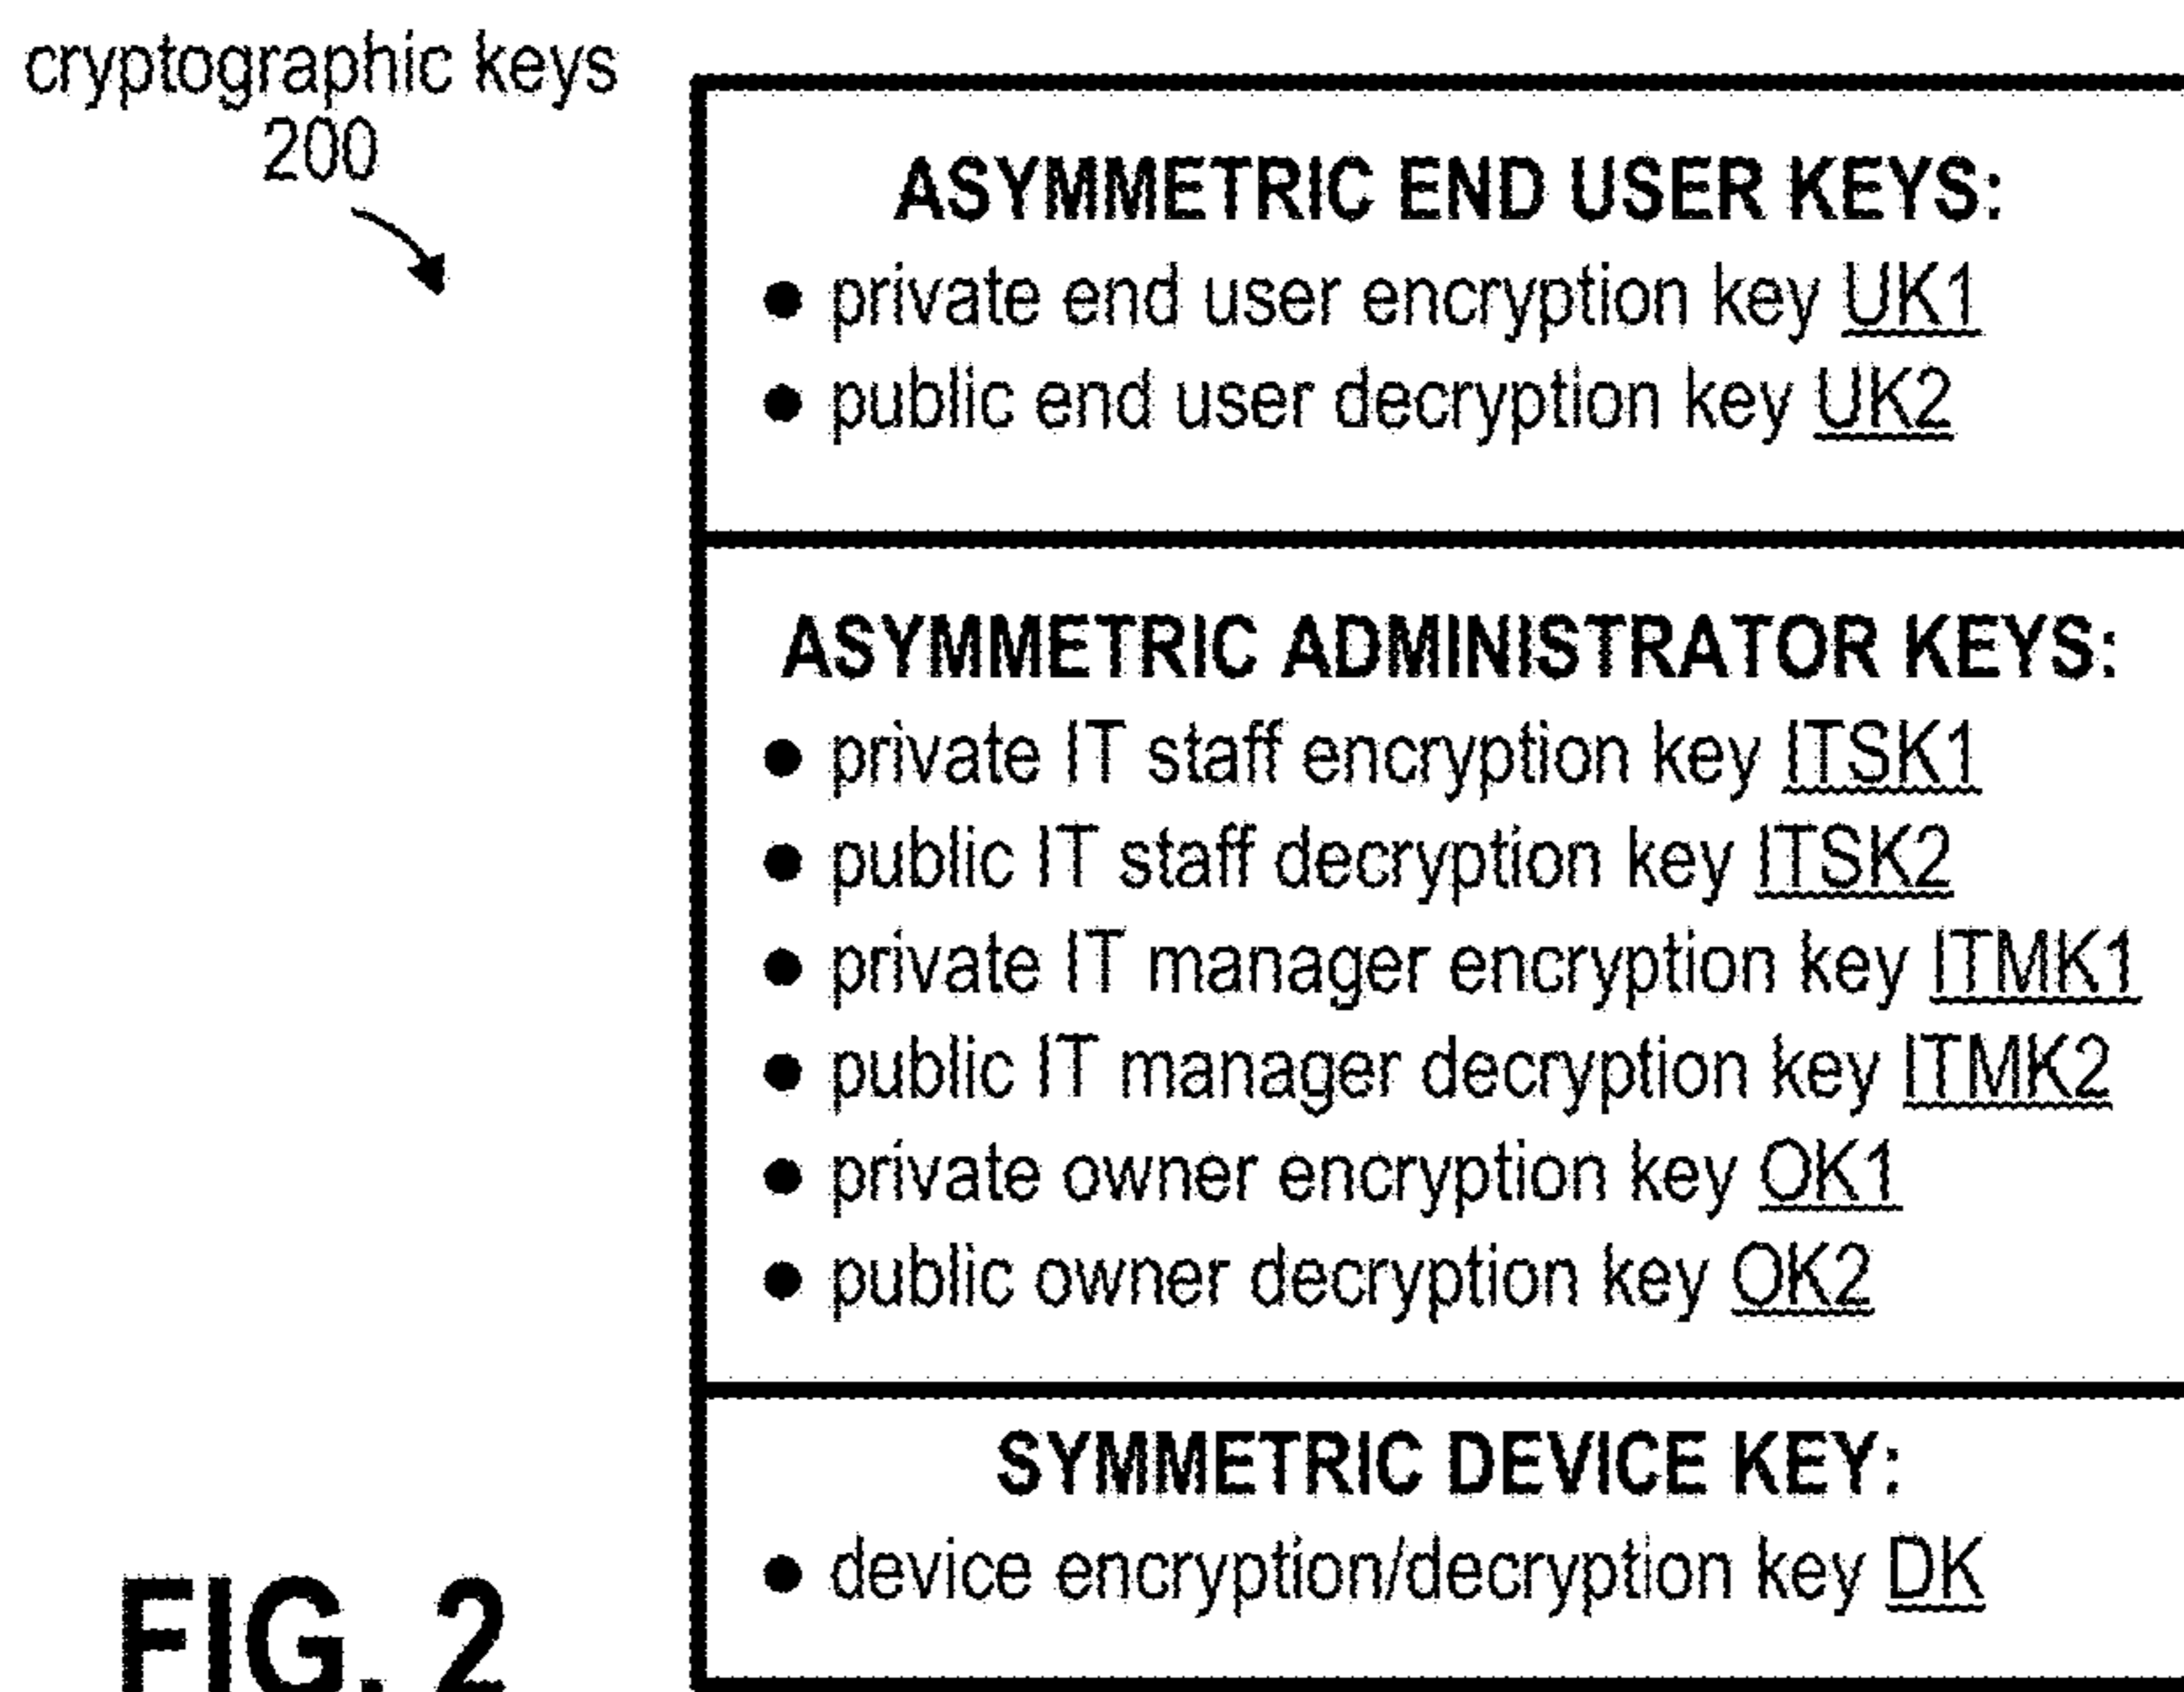 cryptographic keys
200
ASYMMETRIC END USER KEYS:
● private end user encryption key UK1
● public end user decryption key UK2
ASYMMETRIC ADMINISTRATOR KEYS:
● private IT staff encryption key ITSK1
● public IT staff decryption key ITSK2
● private IT manager encryption key ITMK1
● public IT manager decryption key ITMK2
● private owner encryption key OK1
● public owner decryption key OK2
SYMMETRIC DEVICE KEY:
● device encryption/decryption key DK
FIG. 2